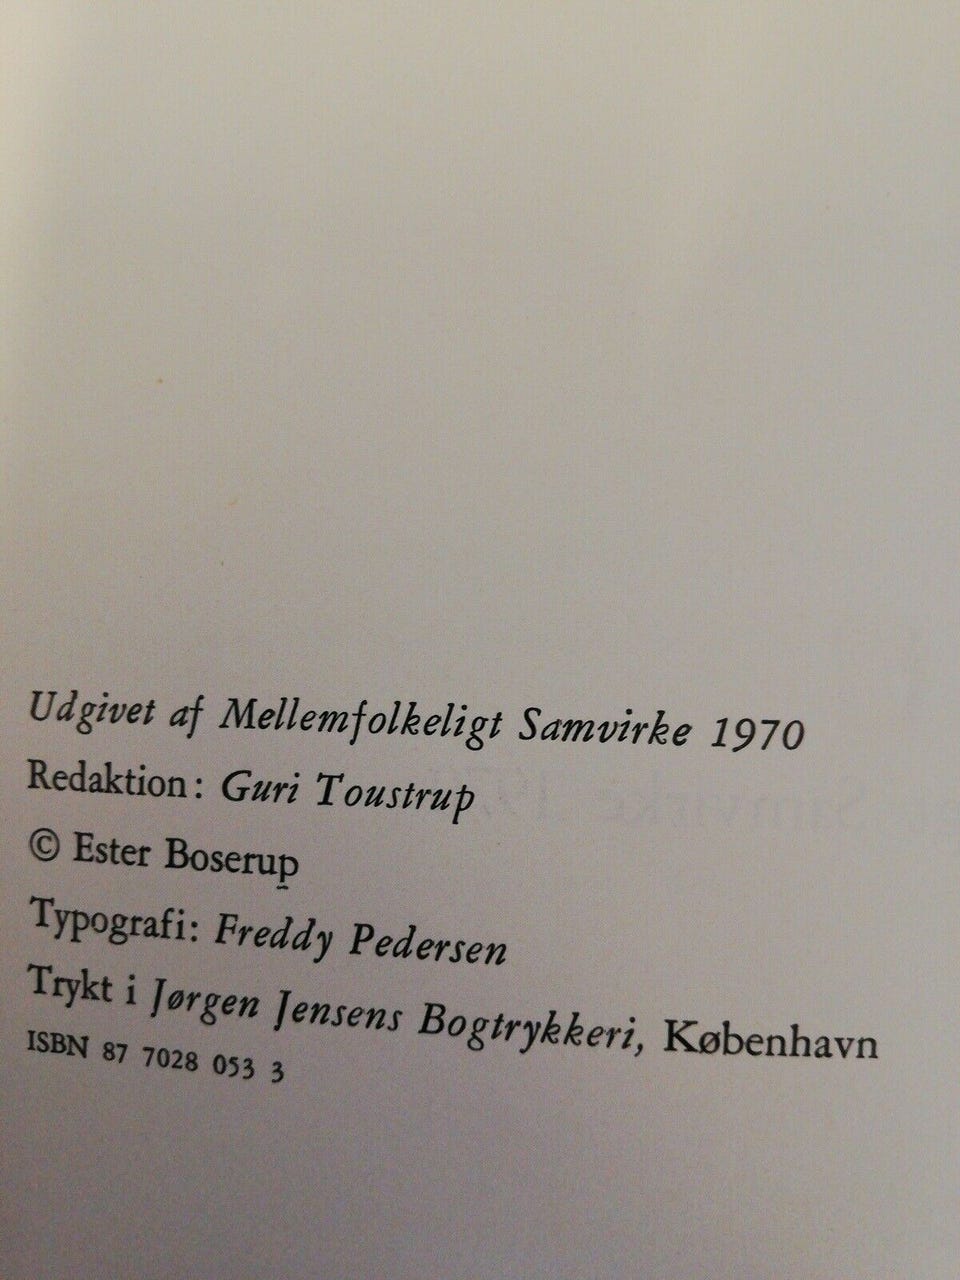 Udgivet af Mellemfolkeligt Samvirke 1970
Redaktion: Guri Toustrup
© Ester Boserup
Typografi: Freddy Pedersen
Trykt i Jørgen Jensens Bogtrykkeri, København
ISBN 87 7028 053 3